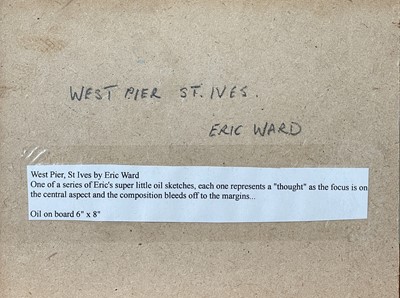 WEST PIER ST. IVES.
ERIC WARD
West Pier, St Ives by Eric Ward
One of a series of Eric's super little oil sketches, each one represents a "thought" as the focus is on
the central aspect and the composition bleeds off to the margins...
Oil on board 6" x 8"